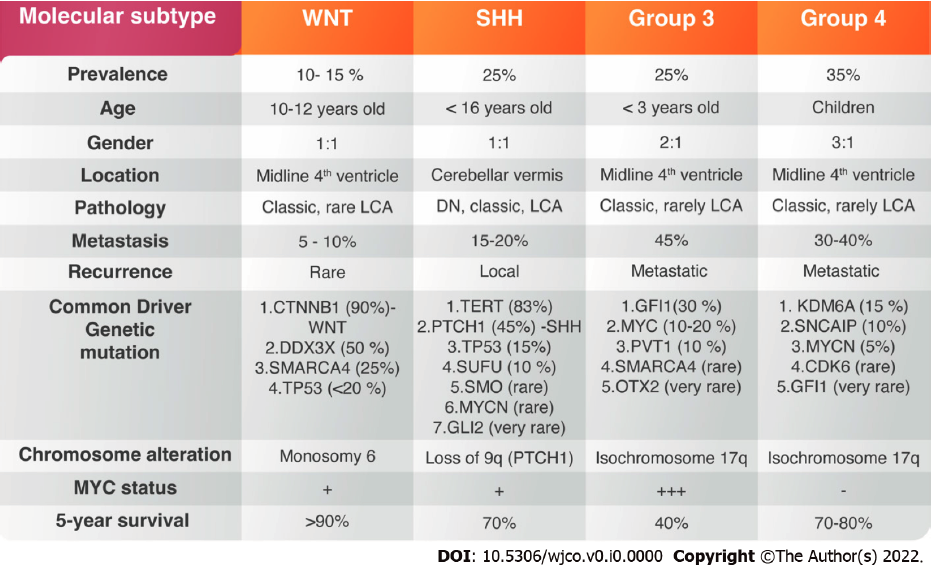 Molecular subtype WNT SHH Group 3 Group 4
Prevalence 10- 15 % 25% 25% 35%
Age 10-12 years old < 16 years old < 3 years old Children
Gender 1:1 1:1 2:1 3:1
Location Midline 4th ventricle Cerebellar vermis Midline 4th ventricle Midline 4th ventricle
Pathology Classic, rare LCA DN, classic, LCA Classic, rarely LCA Classic, rarely LCA
Metastasis 5 - 10% 15-20% 45% 30-40%
Recurrence Rare Local Metastatic Metastatic
Common Driver 1.CTNNB1 (90%)- 1.TERT (83%) 1.GFI1(30 %) 1. KDM6A (15 %)
Genetic WNT 2.PTCH1 (45%) -SHH 2.MYC (10-20 %) 2.SNCAIP (10%)
mutation 2.DDX3X (50 %) 3.TP53 (15%) 3.PVT1 (10 %) 3.MYCN (5%)
3.SMARCA4 (25%) 4.SUFU (10 %) 4.SMARCA4 (rare) 4.CDK6 (rare)
4.TP53 (<20 %) 5.SMO (rare) 5.OTX2 (very rare) 5.GFI1 (very rare)
6.MYCN (rare)
7.GLI2 (very rare)
Chromosome alteration Monosomy 6 Loss of 9q (PTCH1) Isochromosome 17q Isochromosome 17q
MYC status + + +++ -
5-year survival >90% 70% 40% 70-80%
DOI: 10.5306/wjco.v0.i0.0000 Copyright ©The Author(s) 2022.